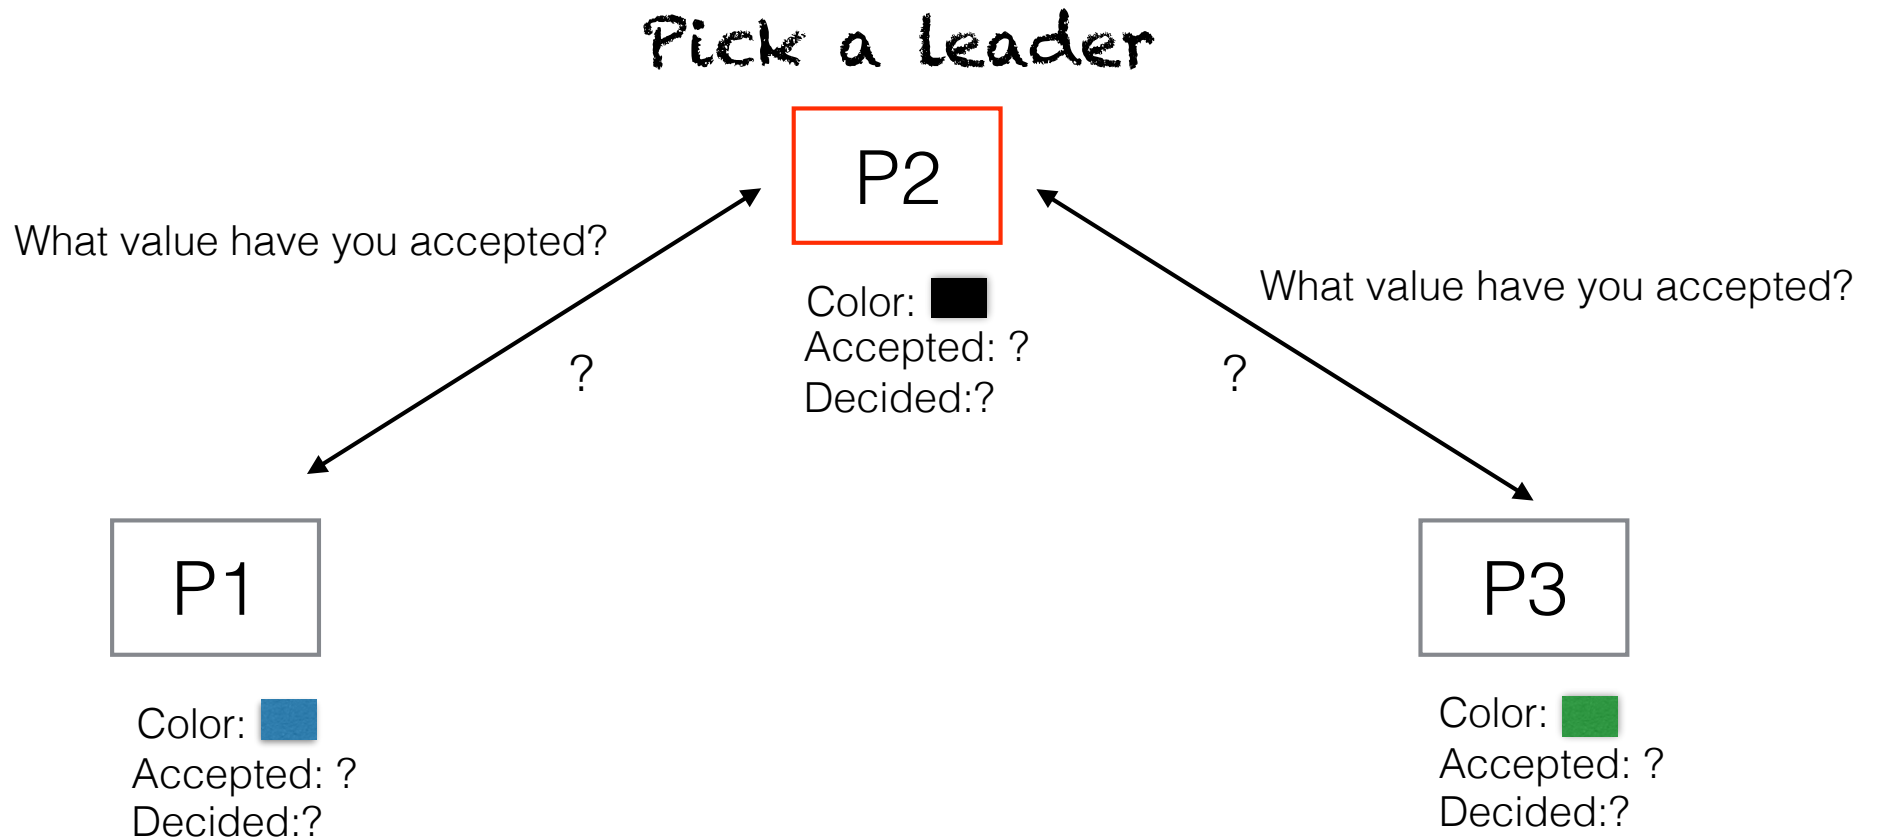 Pick a leader
P2
What value have you accepted?
What value have you accepted?
Color:
Accepted: ?
Decided:?
?
?
P1
P3
Color:
Accepted: ?
Decided:?
Color:
Accepted: ?
Decided:?